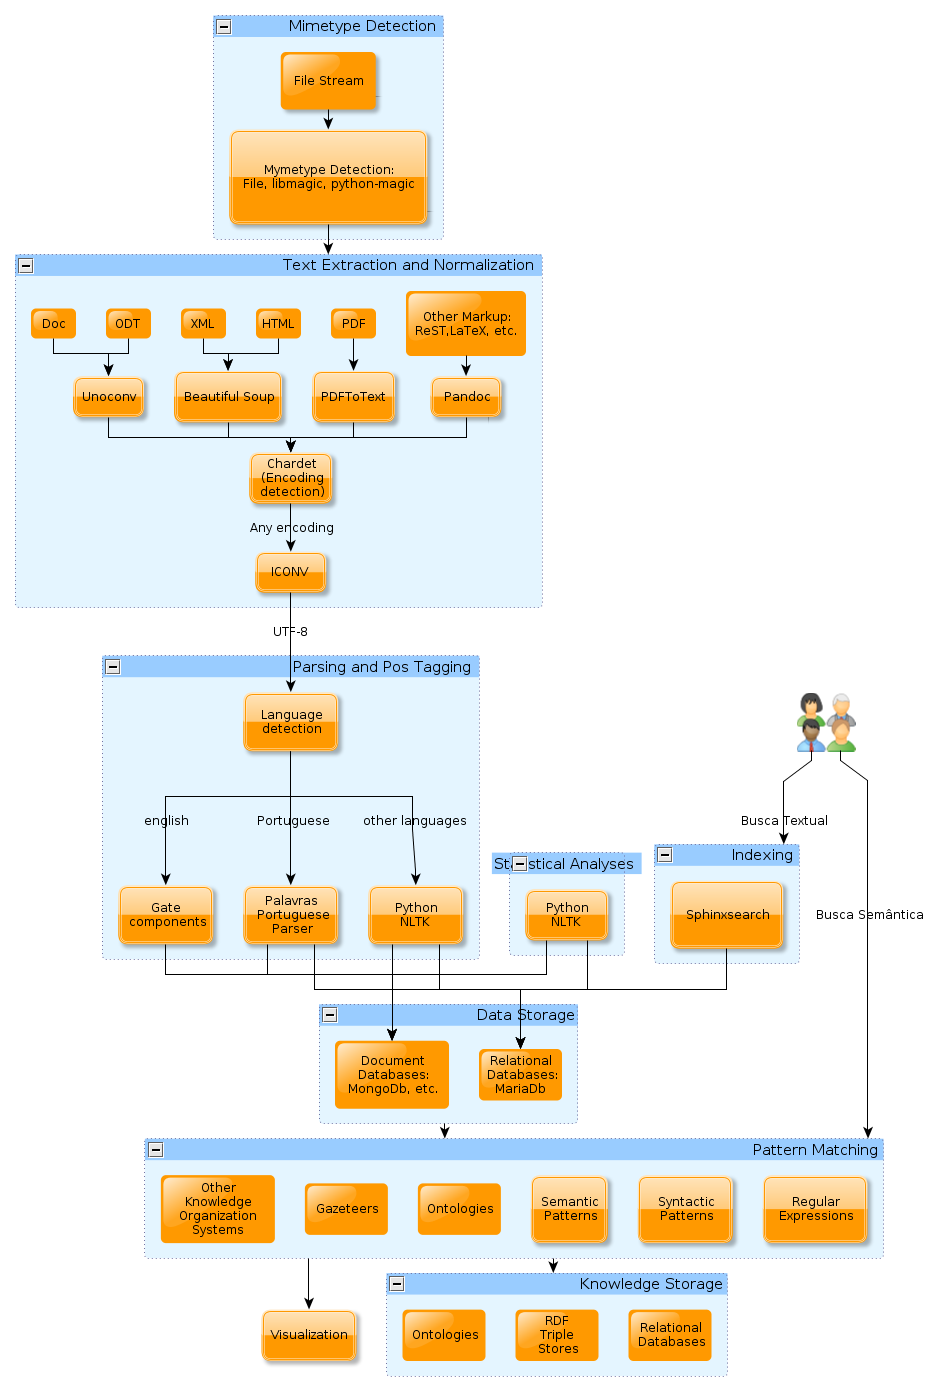 Mimetype Detection
File Stream
Mymetype Detection:
File, libmagic, python-magic
Text Extraction and Normalization
Doc
ODT
XML
HTML
PDF
Other Markup:
ReST,LaTeX, etc.
Unoconv
Beautiful Soup
PDFToText
Pandoc
Chardet
(Encoding
detection)
Any encoding
ICONV
UTF-8
Parsing and Pos Tagging
Language
detection
english
Portuguese
other languages
Gate
components
Palavras
Portuguese
Parser
Python
NLTK
Statistical Analyses
Python
NLTK
Busca Textual
Indexing
Sphinxsearch
Busca Semântica
Data Storage
Document
Databases:
MongoDb, etc.
Relational
Databases:
MariaDb
Pattern Matching
Other
Knowledge
Organization
Systems
Gazeteers
Ontologies
Semantic
Patterns
Syntactic
Patterns
Regular
Expressions
Visualization
Knowledge Storage
Ontologies
RDF
Triple
Stores
Relational
Databases